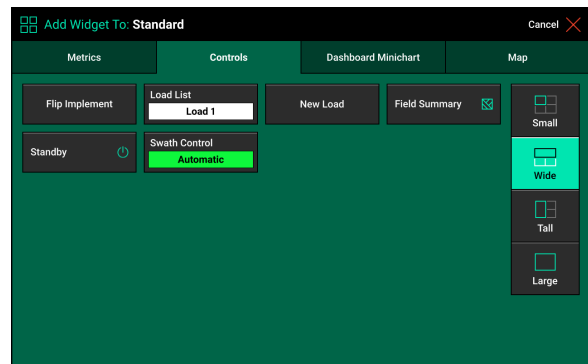 Add Widget To: Standard
Cancel
Metrics
Controls
Dashboard Minichart
Map
Flip Implement
Load List
Load 1
New Load
Field Summary
Small
Standby
Swath Control
Automatic
Wide
Tall
Large